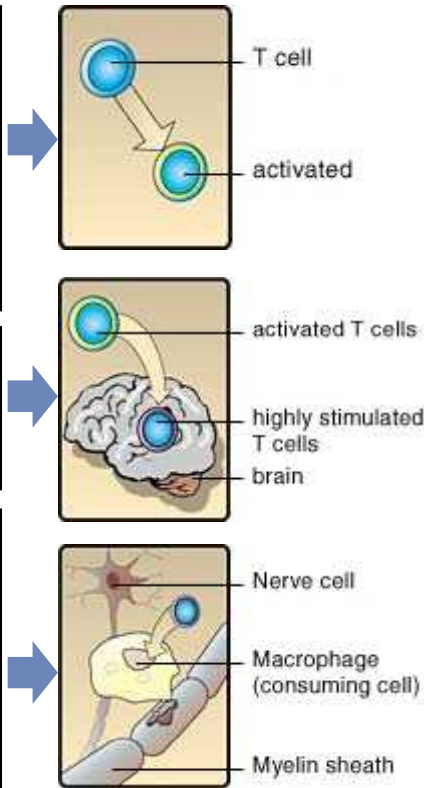 T cell
activated
activated T cells
highly stimulated
T cells
brain
Nerve cell
Macrophage
(consuming cell)
Myelin sheath